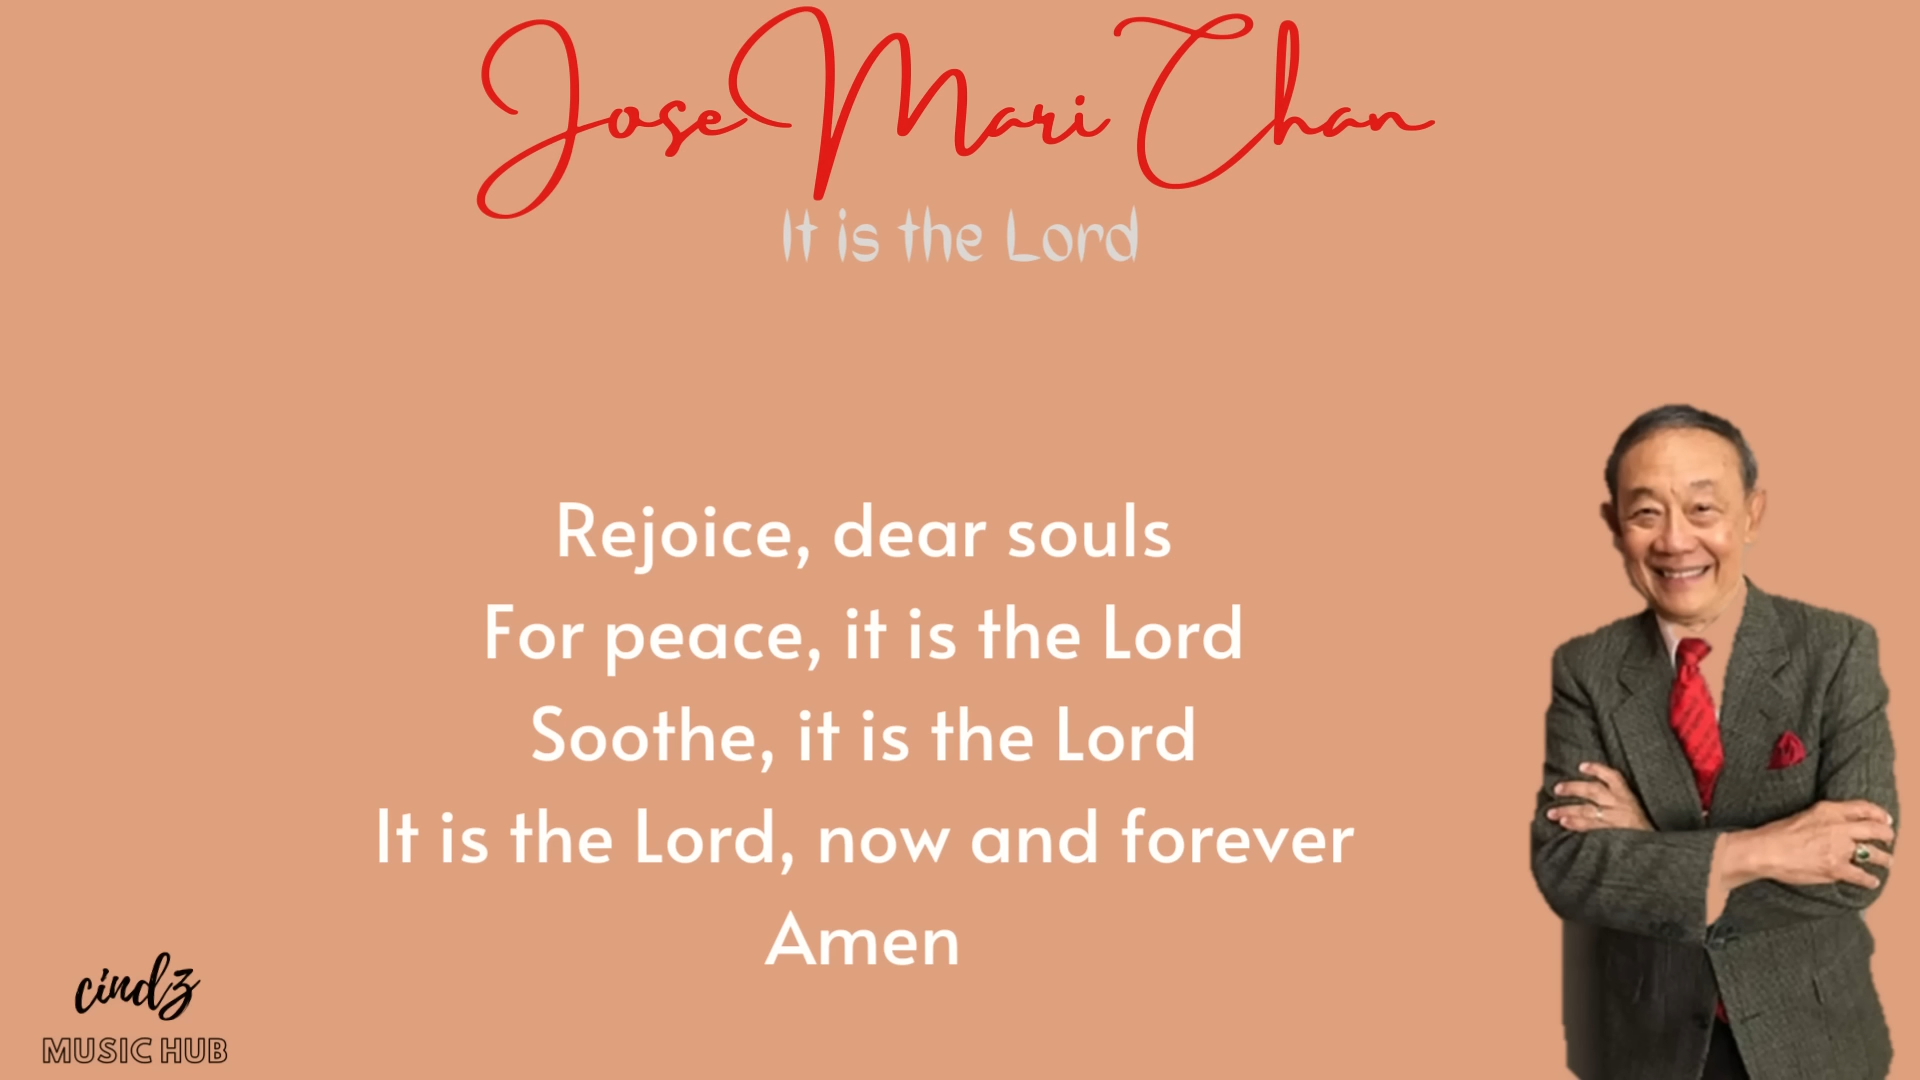 Jose Mari Chan
It is the Lord
Rejoice, dear souls
For peace, it is the Lord
Soothe, it is the Lord
It is the Lord, now and forever
Amen
cindz
MUSIC HUB